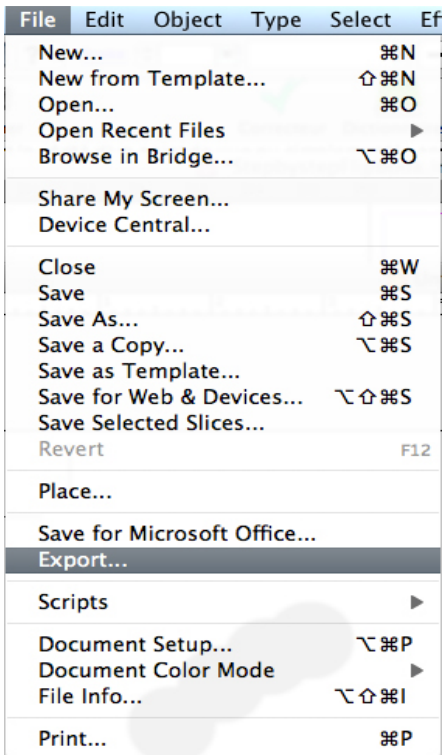 File Edit Object Type Select Ef
New... ⌘N
New from Template... ⇧⌘N
Open... ⌘O
Open Recent Files ▶
Browse in Bridge... ⌥⌘O
Share My Screen...
Device Central...
Close ⌘W
Save ⌘S
Save As... ⇧⌘S
Save a Copy... ⌥⌘S
Save as Template...
Save for Web & Devices... ⌥⇧⌘S
Save Selected Slices...
Revert F12
Place...
Save for Microsoft Office...
Export...
Scripts ▶
Document Setup... ⌥⌘P
Document Color Mode ▶
File Info... ⌥⇧⌘I
Print... ⌘P